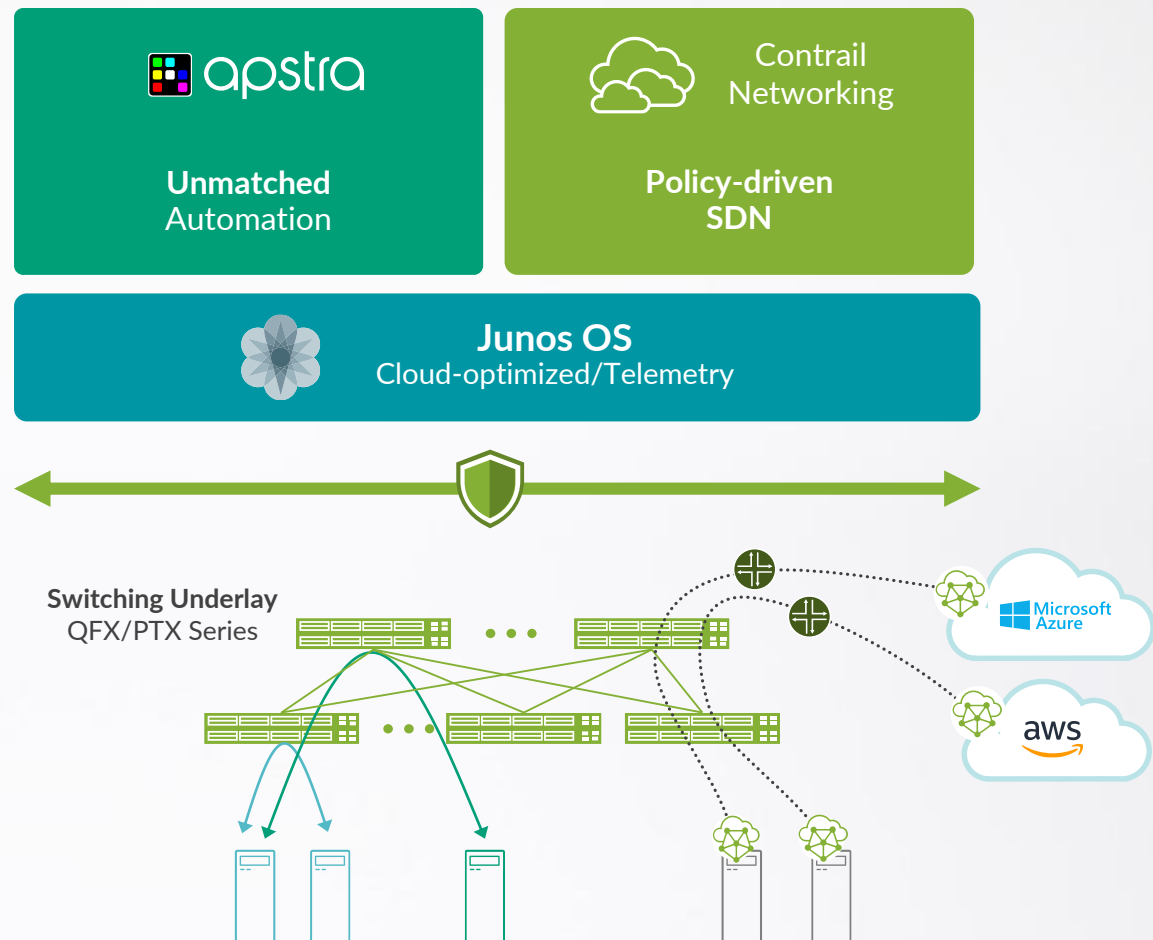 apstra
Unmatched
Automation
Contrail
Networking
Policy-driven
SDN
Junos OS
Cloud-optimized/Telemetry
Switching Underlay
QFX/PTX Series
Microsoft
Azure
aws